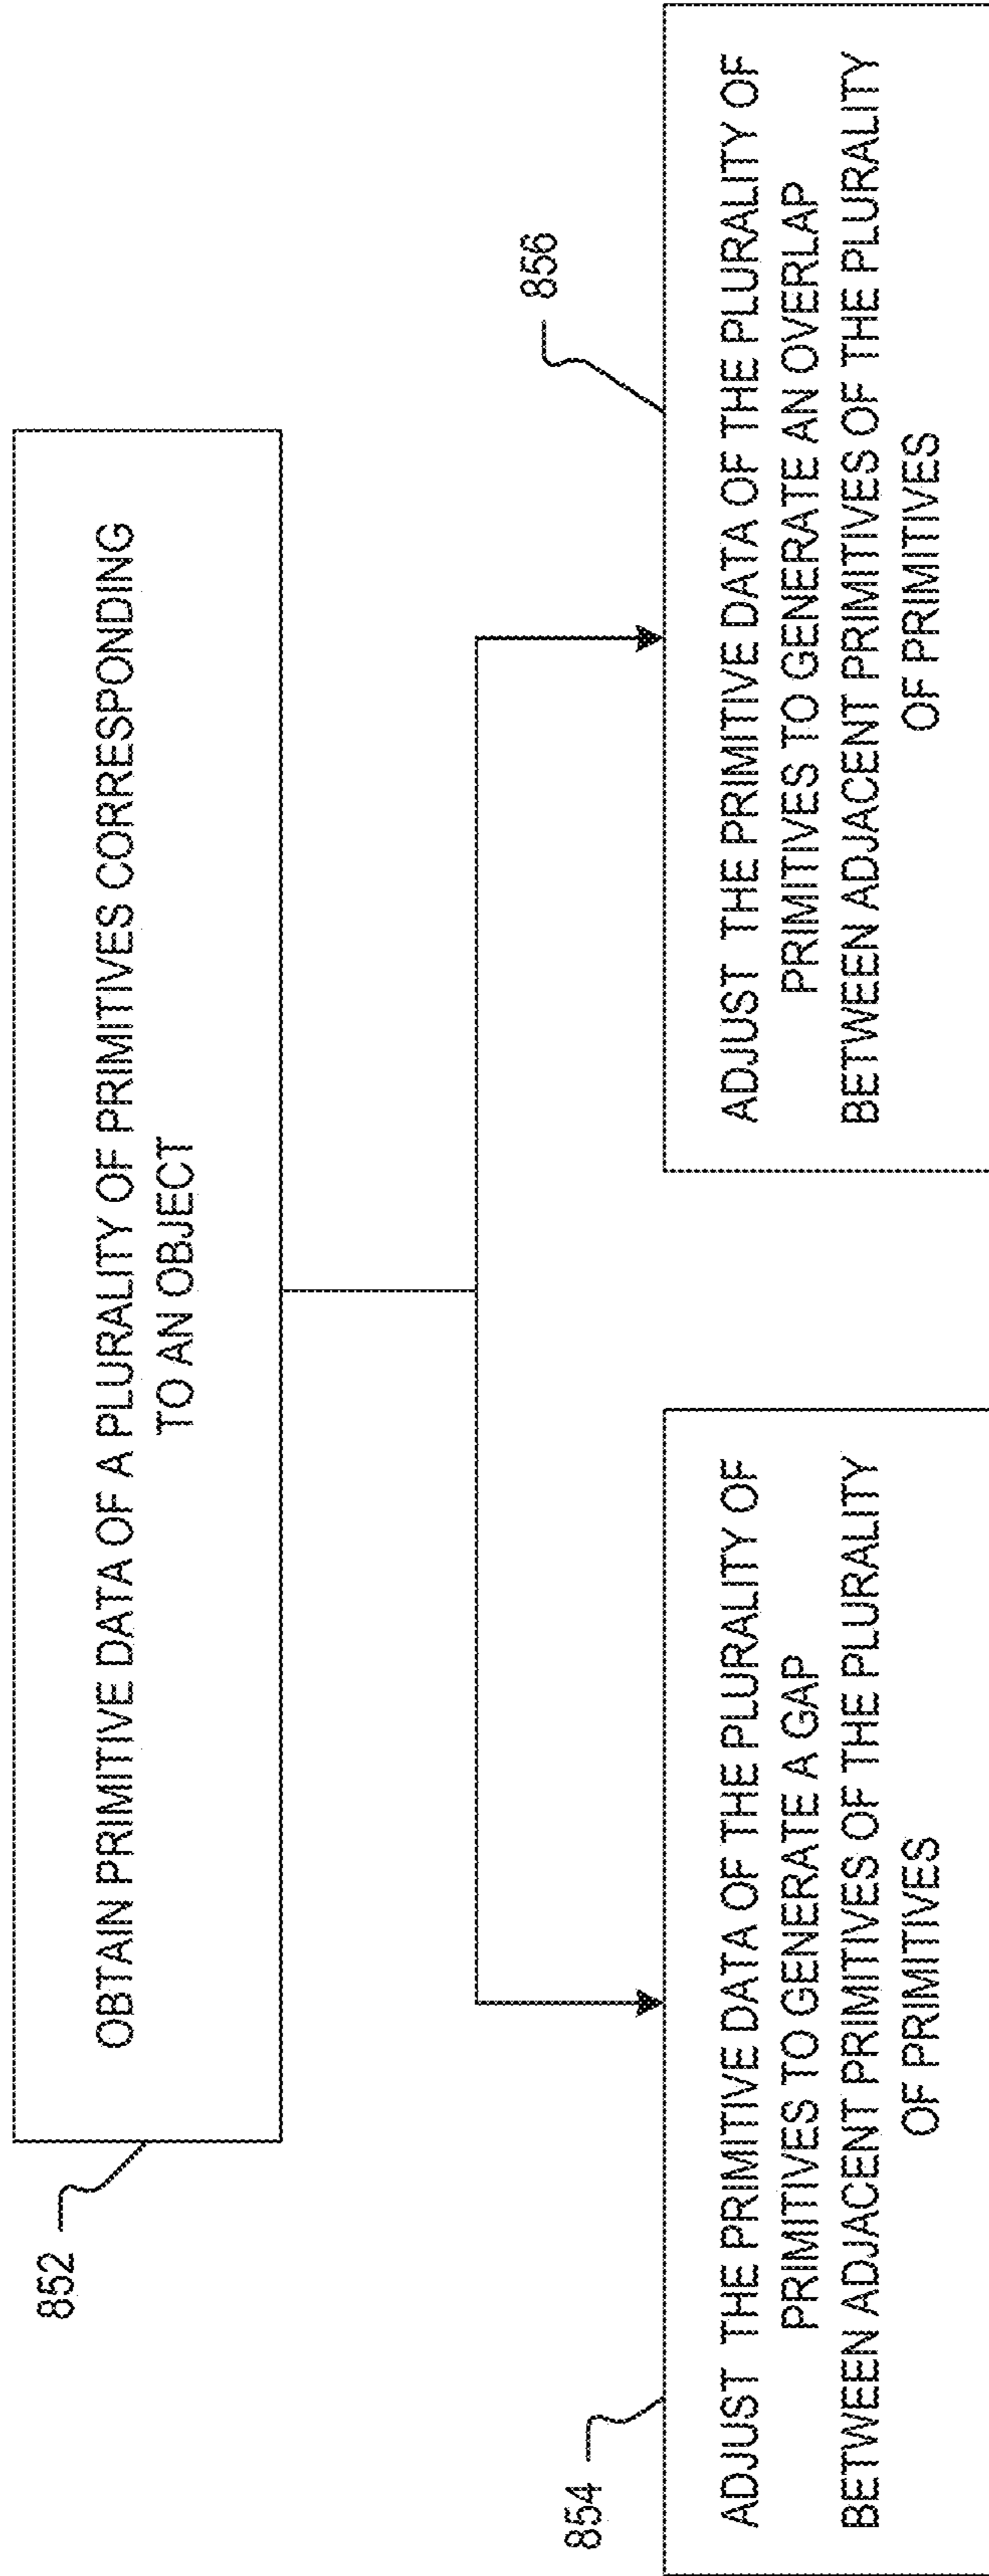 852
OBTAIN PRIMITIVE DATA OF A PLURALITY OF PRIMITIVES CORRESPONDING
TO AN OBJECT
854
ADJUST THE PRIMITIVE DATA OF THE PLURALITY OF
PRIMITIVES TO GENERATE A GAP
BETWEEN ADJACENT PRIMITIVES OF THE PLURALITY
OF PRIMITIVES
856
ADJUST THE PRIMITIVE DATA OF THE PLURALITY OF
PRIMITIVES TO GENERATE AN OVERLAP
BETWEEN ADJACENT PRIMITIVES OF THE PLURALITY
OF PRIMITIVES